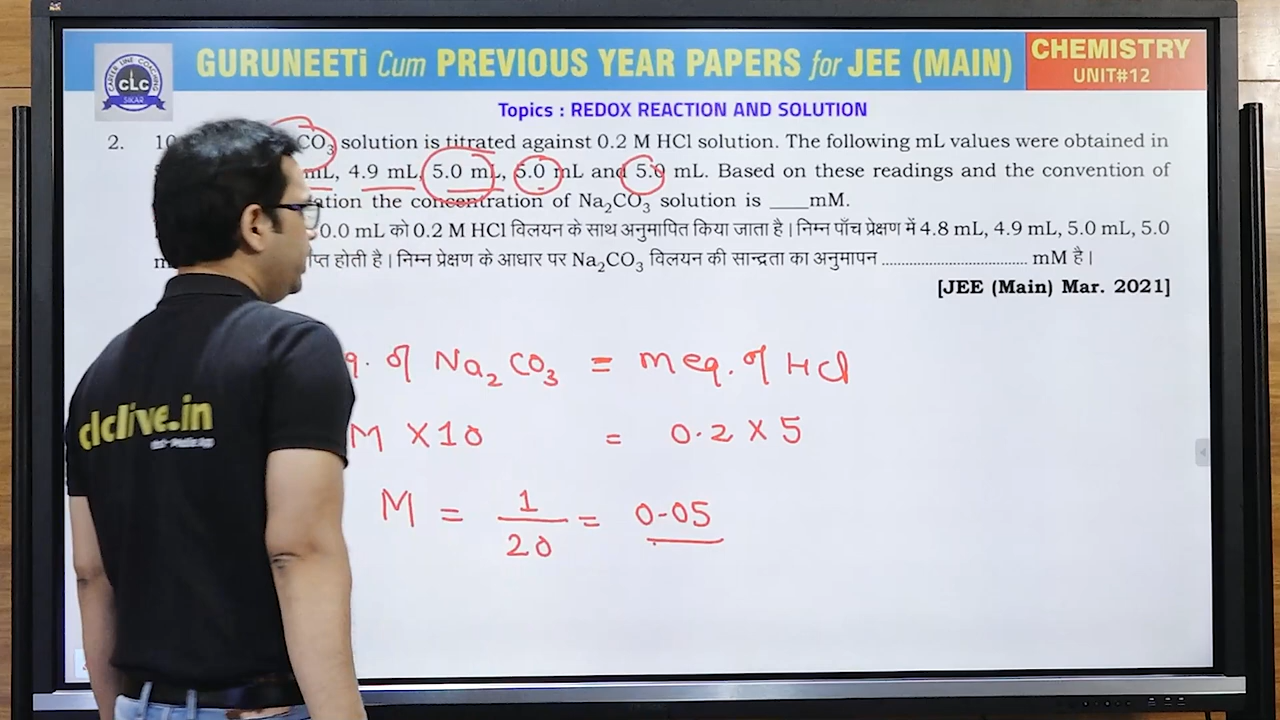 GURUNEETi Cum PREVIOUS YEAR PAPERS for JEE (MAIN)
CHEMISTRY
UNIT#12
CLC
SIKAR
Topics : REDOX REACTION AND SOLUTION
2. 10 CO₃ solution is titrated against 0.2 M HCl solution. The following mL values were obtained in
mL, 4.9 mL, 5.0 mL, 5.0 mL and 5.0 mL. Based on these readings and the convention of
the concentration of Na₂CO₃ solution is ____mM.
0.0 mL को 0.2 M HCl विलयन के साथ अनुमापित किया जाता है। निम्न पाँच प्रेक्षण में 4.8 mL, 4.9 mL, 5.0 mL, 5.0
होती है। निम्न प्रेक्षण के आधार पर Na₂CO₃ विलयन की सान्द्रता का अनुमापन .................................... mM है।
[JEE (Main) Mar. 2021]
q. of Na₂CO₃ = meq. of HCl
M × 10 = 0.2 × 5
M = 1/20 = 0.05
clclive.in